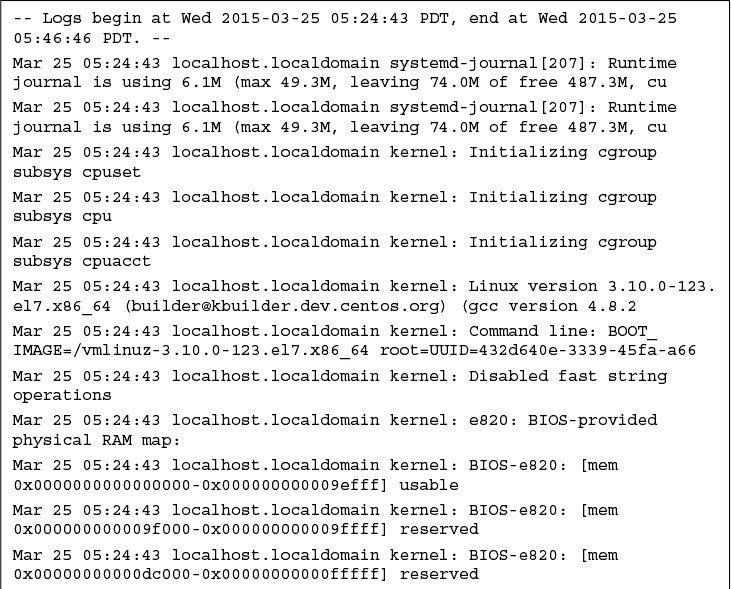 -- Logs begin at Wed 2015-03-25 05:24:43 PDT, end at Wed 2015-03-25
05:46:46 PDT. --
Mar 25 05:24:43 localhost.localdomain systemd-journal[207]: Runtime
journal is using 6.1M (max 49.3M, leaving 74.0M of free 487.3M, cu
Mar 25 05:24:43 localhost.localdomain systemd-journal[207]: Runtime
journal is using 6.1M (max 49.3M, leaving 74.0M of free 487.3M, cu
Mar 25 05:24:43 localhost.localdomain kernel: Initializing cgroup
subsys cpuset
Mar 25 05:24:43 localhost.localdomain kernel: Initializing cgroup
subsys cpu
Mar 25 05:24:43 localhost.localdomain kernel: Initializing cgroup
subsys cpuacct
Mar 25 05:24:43 localhost.localdomain kernel: Linux version 3.10.0-123.
el7.x86_64 (builder@kbuilder.dev.centos.org) (gcc version 4.8.2
Mar 25 05:24:43 localhost.localdomain kernel: Command line: BOOT_
IMAGE=/vmlinuz-3.10.0-123.el7.x86_64 root=UUID=432d640e-3339-45fa-a66
Mar 25 05:24:43 localhost.localdomain kernel: Disabled fast string
operations
Mar 25 05:24:43 localhost.localdomain kernel: e820: BIOS-provided
physical RAM map:
Mar 25 05:24:43 localhost.localdomain kernel: BIOS-e820: [mem
0x0000000000000000-0x000000000009efff] usable
Mar 25 05:24:43 localhost.localdomain kernel: BIOS-e820: [mem
0x000000000009f000-0x000000000009ffff] reserved
Mar 25 05:24:43 localhost.localdomain kernel: BIOS-e820: [mem
0x00000000000dc000-0x00000000000fffff] reserved